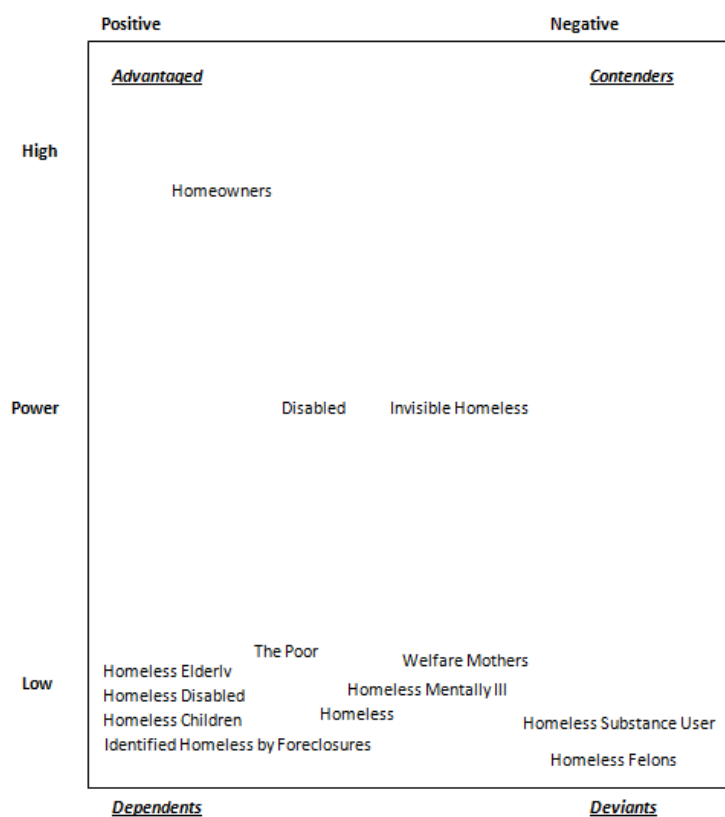 Positive Negative
Advantaged Contenders
High
Homeowners
Power Disabled Invisible Homeless
The Poor
Welfare Mothers
Homeless Elderly
Low
Homeless Mentally Ill
Homeless Disabled
Homeless
Homeless Children
Homeless Substance User
Identified Homeless by Foreclosures
Homeless Felons
Dependents Deviants